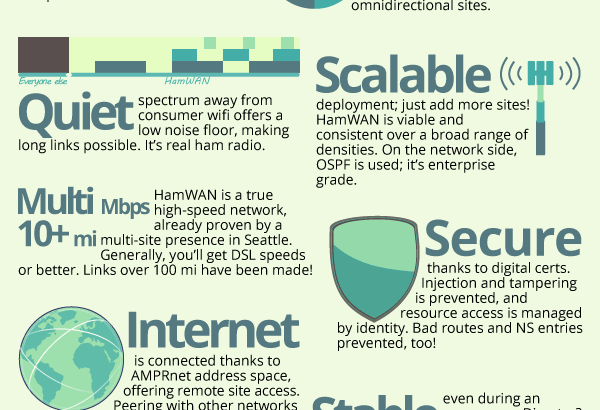 omnidirectional sites.
Everyone else HamWAN
Quiet spectrum away from
consumer wifi offers a
low noise floor, making
long links possible. It's real ham radio.
Scalable
deployment; just add more sites!
HamWAN is viable and
consistent over a broad range of
densities. On the network side,
OSPF is used; it's enterprise
grade.
Multi Mbps HamWAN is a true
high-speed network,
10+ mi already proven by a
multi-site presence in Seattle.
Generally, you'll get DSL speeds
or better. Links over 100 mi have been made!
Secure
thanks to digital certs.
Injection and tampering
is prevented, and
resource access is managed
by identity. Bad routes and NS entries
prevented, too!
Internet
is connected thanks to
AMPRnet address space,
offering remote site access.
Peering with other networks
Stable even during an